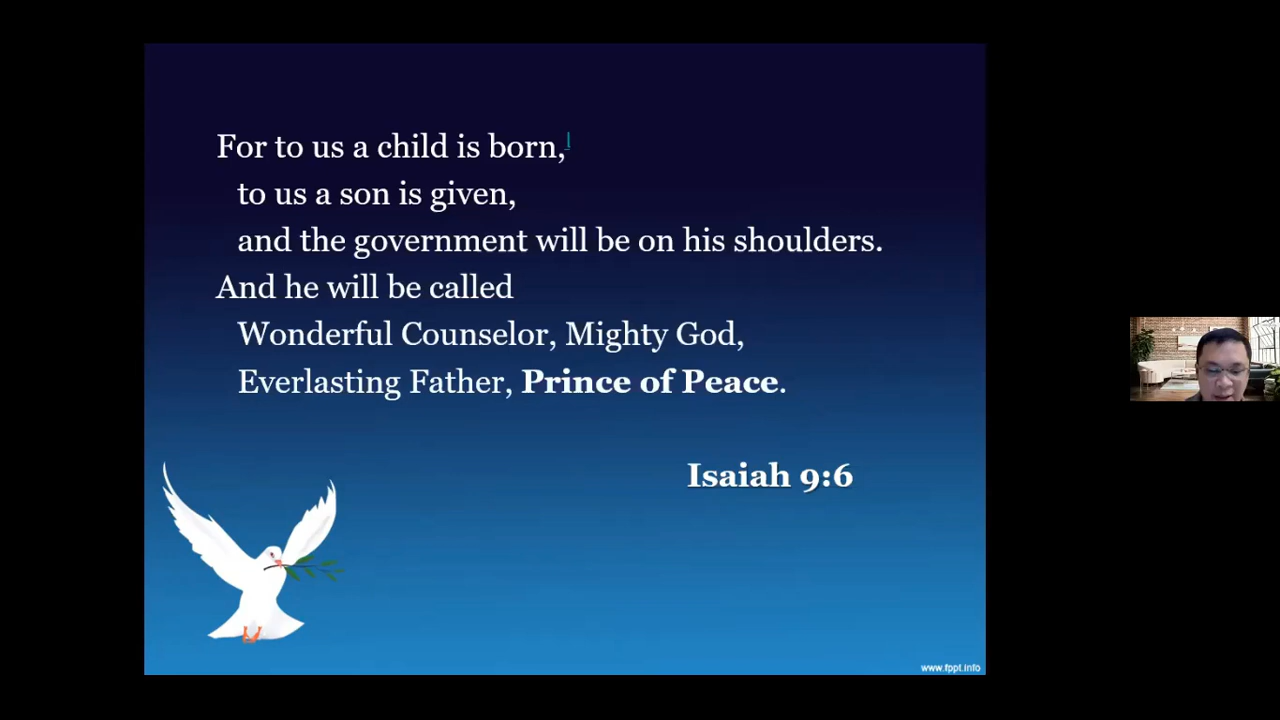 For to us a child is born,l
to us a son is given,
and the government will be on his shoulders.
And he will be called
Wonderful Counselor, Mighty God,
Everlasting Father, Prince of Peace.
Isaiah 9:6
www.fppt.info